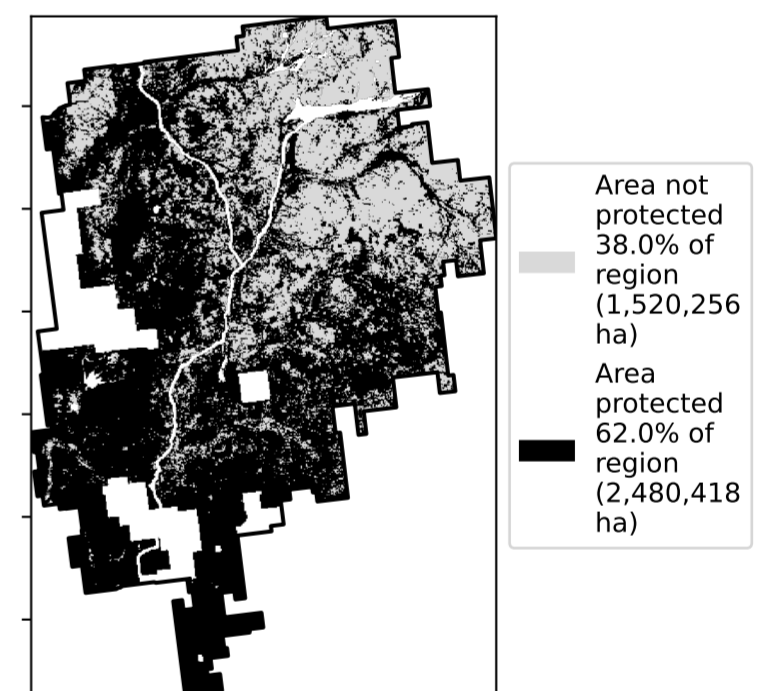 Area not
protected
38.0% of
region
(1,520,256
ha)
Area
protected
62.0% of
region
(2,480,418
ha)